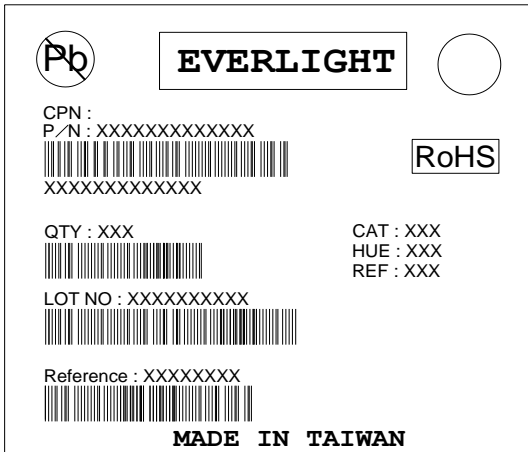 Pb
EVERLIGHT
CPN :
P/N : XXXXXXXXXXXXX
RoHS
XXXXXXXXXXXXX
QTY : XXX
CAT : XXX
HUE : XXX
REF : XXX
LOT NO : XXXXXXXXXX
Reference : XXXXXXXX
MADE IN TAIWAN